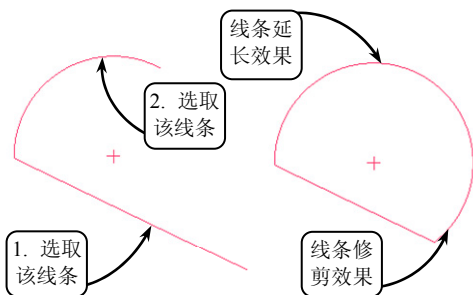 2. 选取
该线条
1. 选取
该线条
线条延
长效果
线条修
剪效果